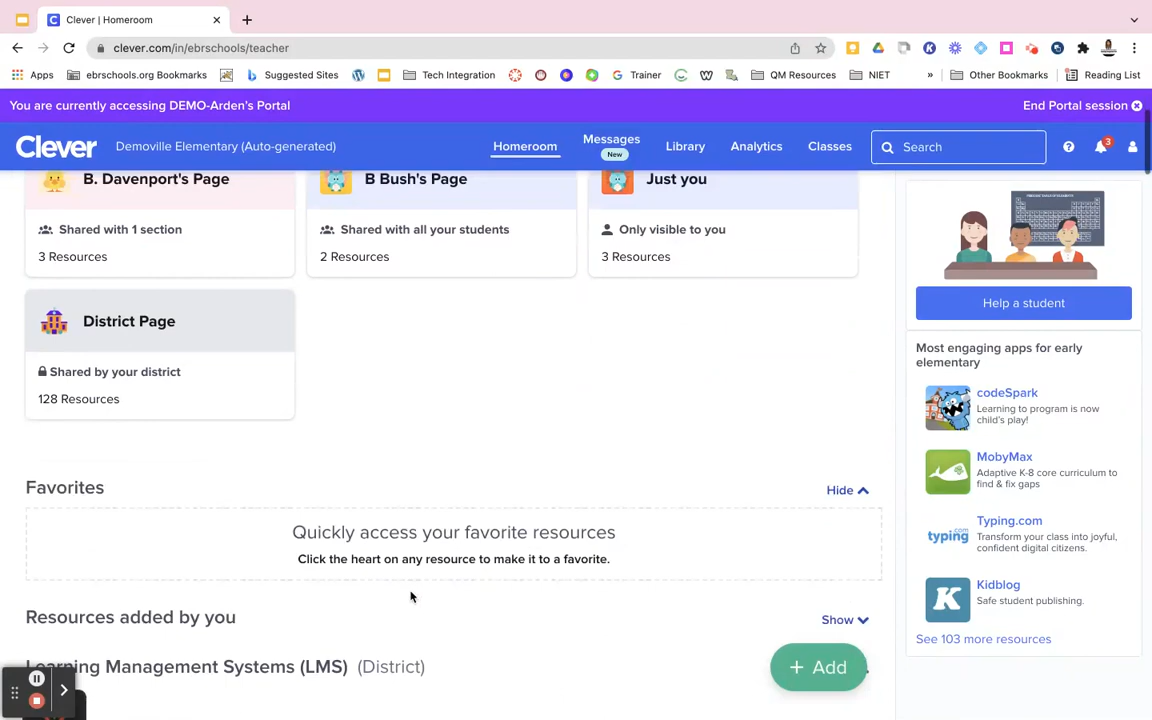 Clever | Homeroom
clever.com/in/ebrschools/teacher
Apps ebrschools.org Bookmarks Suggested Sites Tech Integration Trainer QM Resources NIET » Other Bookmarks Reading List
You are currently accessing DEMO-Arden's Portal End Portal session
Clever Demoville Elementary (Auto-generated) Homeroom Messages New Library Analytics Classes Search 3
B. Davenport's Page
Shared with 1 section
3 Resources
B Bush's Page
Shared with all your students
2 Resources
Just you
Only visible to you
3 Resources
District Page
Shared by your district
128 Resources
Favorites Hide
Quickly access your favorite resources
Click the heart on any resource to make it to a favorite.
Resources added by you Show
Learning Management Systems (LMS) (District)
+ Add
Help a student
Most engaging apps for early
elementary
codeSpark
Learning to program is now
child's play!
MobyMax
Adaptive K-8 core curriculum to
find & fix gaps
typing
Typing.com
Transform your class into joyful,
confident digital citizens.
K
Kidblog
Safe student publishing.
See 103 more resources